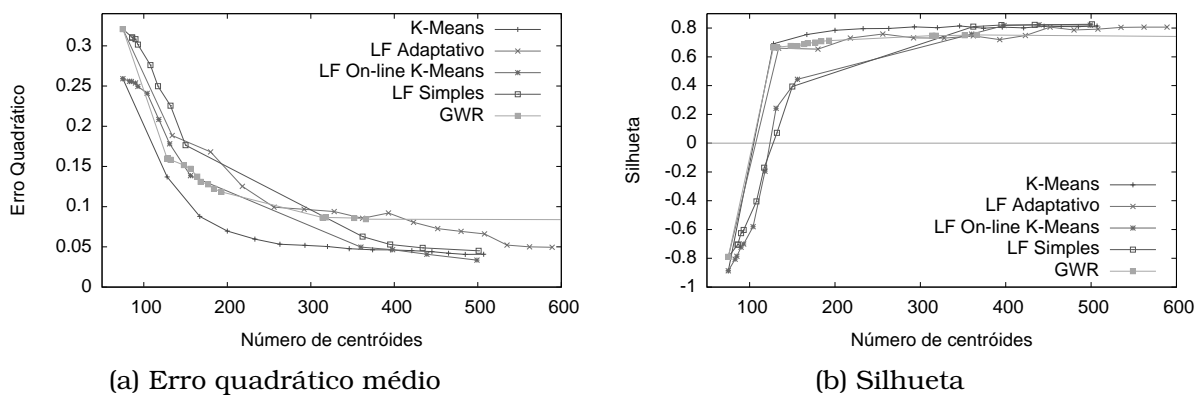 0.3
0.25
0.2
0.15
0.1
0.05
0
Erro Quadrático
K-Means
LF Adaptativo
LF On-line K-Means
LF Simples
GWR
100 200 300 400 500 600
Número de centróides
(a) Erro quadrático médio
0.8
0.6
0.4
0.2
0
-0.2
-0.4
-0.6
-0.8
-1
Silhueta
K-Means
LF Adaptativo
LF On-line K-Means
LF Simples
GWR
100 200 300 400 500 600
Número de centróides
(b) Silhueta